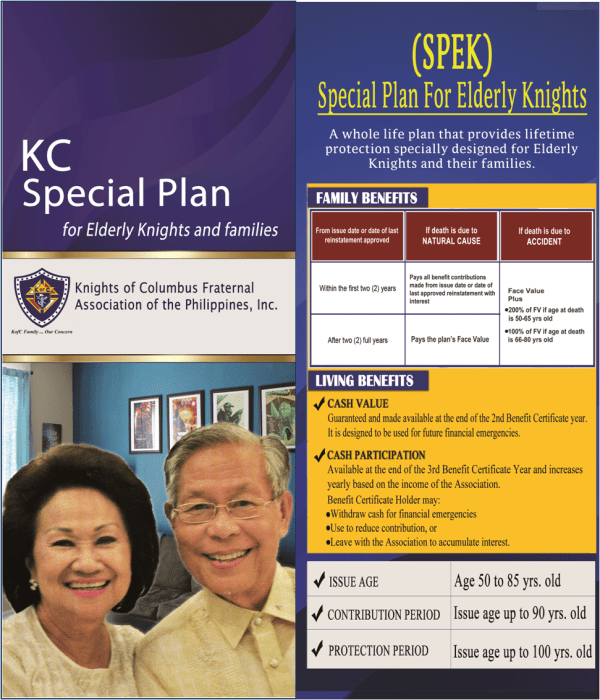 KC
Special Plan
for Elderly Knights and families
Knights of Columbus Fraternal
Association of the Philippines, Inc.
KofC Family ... Our Concern
(SPEK)
Special Plan For Elderly Knights
A whole life plan that provides lifetime
protection specially designed for Elderly
Knights and their families.
FAMILY BENEFITS
From issue date or date of last
reinstatement approved
If death is due to
NATURAL CAUSE
If death is due to
ACCIDENT
Within the first two (2) years
Pays all benefit contributions
made from issue date or date of
last approved reinstatement with
interest
After two (2) full years
Pays the plan's Face Value
Face Value
Plus
●200% of FV if age at death
is 50-65 yrs old
●100% of FV if age at death
is 66-80 yrs old
LIVING BENEFITS
✓ CASH VALUE
Guaranteed and made available at the end of the 2nd Benefit Certificate year.
It is designed to be used for future financial emergencies.
✓ CASH PARTICIPATION
Available at the end of the 3rd Benefit Certificate Year and increases
yearly based on the income of the Association.
Benefit Certificate Holder may:
●Withdraw cash for financial emergencies
●Use to reduce contribution, or
●Leave with the Association to accumulate interest.
✓ ISSUE AGE Age 50 to 85 yrs. old
✓ CONTRIBUTION PERIOD Issue age up to 90 yrs. old
✓ PROTECTION PERIOD Issue age up to 100 yrs. old